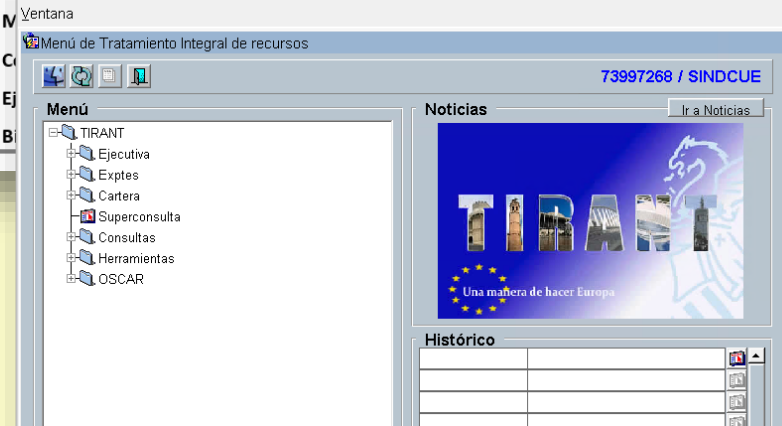 Ventana
Menú de Tratamiento Integral de recursos
73997268 / SINDCUE
Menú
TIRANT
Ejecutiva
Exptes
Cartera
Superconsulta
Consultas
Herramientas
OSCAR
Noticias
Ir a Noticias
TIRANT
Una manera de hacer Europa
Histórico